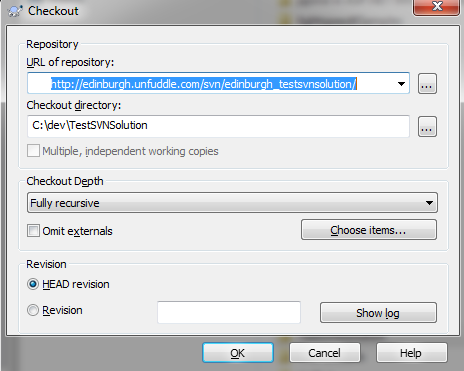 Checkout
Repository
URL of repository:
http://edinburgh.unfuddle.com/svn/edinburgh_testsvnsolution/
...
Checkout directory:
C:\dev\TestSVNSolution
...
Multiple, independent working copies
Checkout Depth
Fully recursive
Omit externals
Choose items...
Revision
HEAD revision
Revision
Show log
OK
Cancel
Help